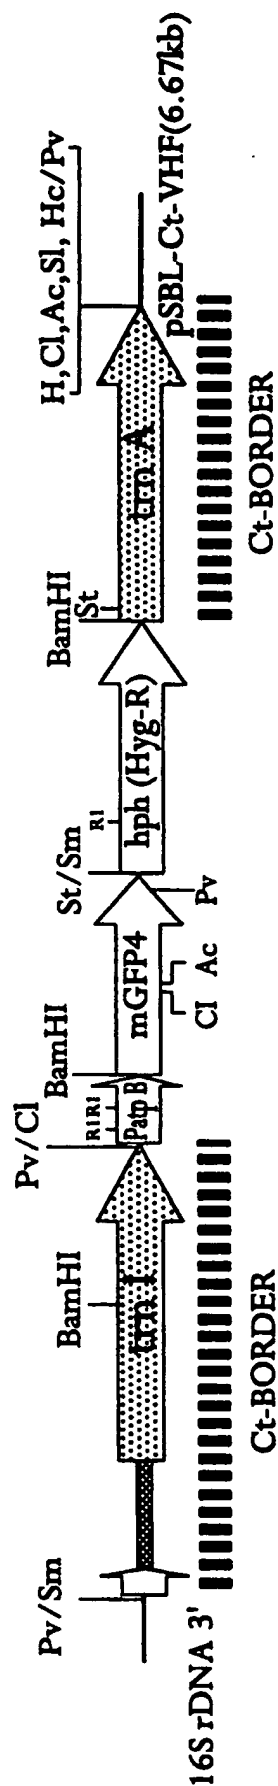 Pv/Sm
BamHI
Pv/Cl
BamHI
St/Sm
BamHI
St
H,Cl,Ac,Sl, Hc/Pv
RI RI
RI
trn I
Patp B
mGFP4
hph (Hyg-R)
trn A
Cl
Ac
Pv
16S rDNA 3'
pSBL-Ct-VHF(6.67kb)
Ct-BORDER
Ct-BORDER